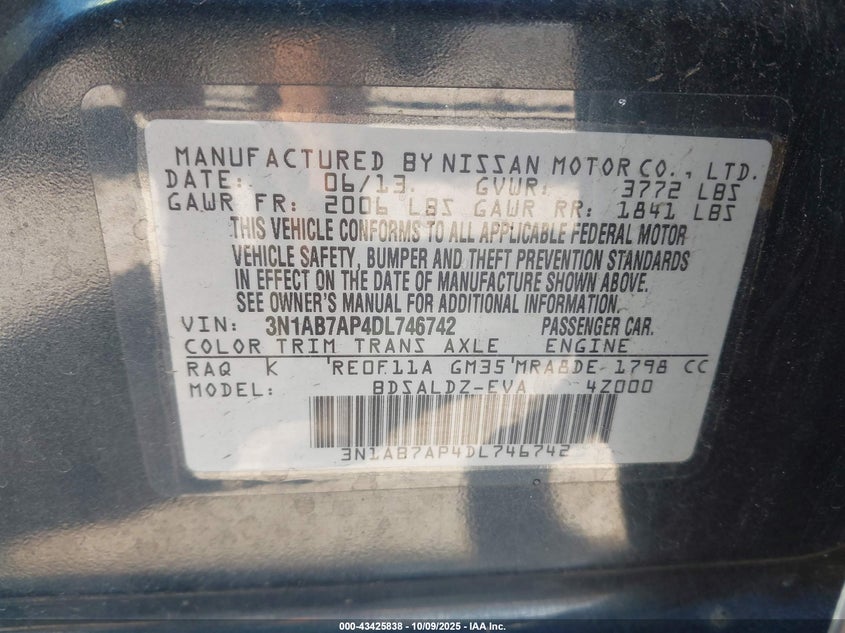 MANUFACTURED BY NISSAN MOTOR CO., LTD.
DATE: 06/13. GVWR: 3772 LBS
GAWR FR: 2006 LBS GAWR RR: 1841 LBS
THIS VEHICLE CONFORMS TO ALL APPLICABLE FEDERAL MOTOR
VEHICLE SAFETY, BUMPER AND THEFT PREVENTION STANDARDS
IN EFFECT ON THE DATE OF MANUFACTURE SHOWN ABOVE.
SEE OWNER'S MANUAL FOR ADDITIONAL INFORMATION.
VIN: 3N1AB7AP4DL746742 PASSENGER CAR.
COLOR TRIM TRANS AXLE ENGINE
RAQ K RE0F11A GM35 MRA8DE 1798 CC
MODEL: BDSALDZ-EVA 4Z000
3N1AB7AP4DL746742
000-43425838 - 10/09/2025 - IAA Inc.